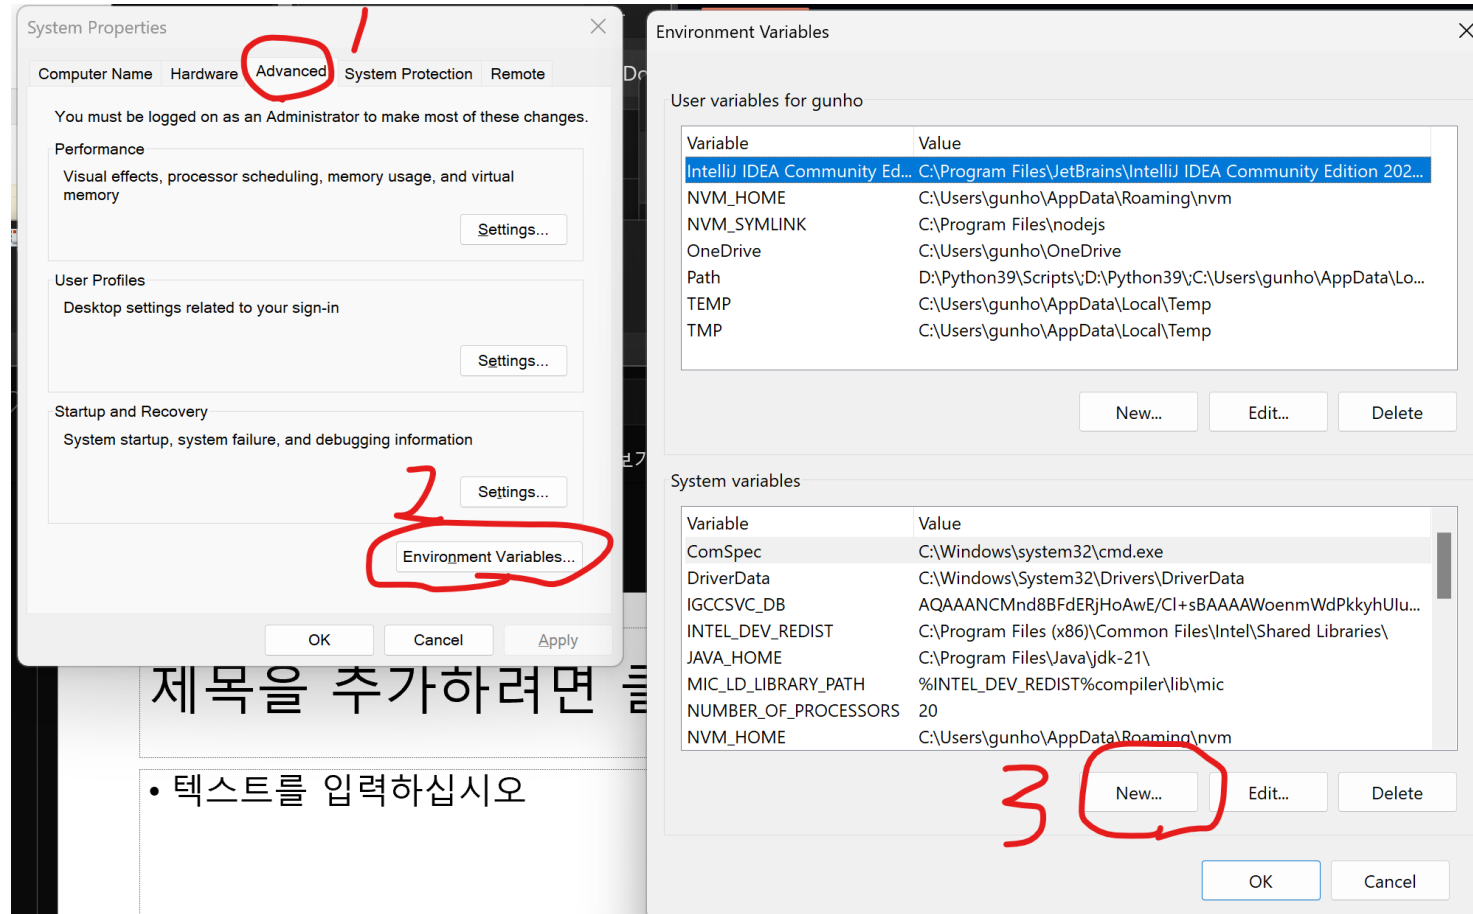 System Properties
1
Computer Name Hardware Advanced System Protection Remote
You must be logged on as an Administrator to make most of these changes.
Performance
Visual effects, processor scheduling, memory usage, and virtual
memory
Settings...
User Profiles
Desktop settings related to your sign-in
Settings...
Startup and Recovery
System startup, system failure, and debugging information
2
Settings...
Environment Variables...
OK Cancel Apply
제목을 추가하려면
• 텍스트를 입력하십시오
Environment Variables
User variables for gunho
Variable Value
IntelliJ IDEA Community Ed... C:\Program Files\JetBrains\IntelliJ IDEA Community Edition 202...
NVM_HOME C:\Users\gunho\AppData\Roaming\nvm
NVM_SYMLINK C:\Program Files\nodejs
OneDrive C:\Users\gunho\OneDrive
Path D:\Python39\Scripts\;D:\Python39\;C:\Users\gunho\AppData\Lo...
TEMP C:\Users\gunho\AppData\Local\Temp
TMP C:\Users\gunho\AppData\Local\Temp
New... Edit... Delete
System variables
Variable Value
ComSpec C:\Windows\system32\cmd.exe
DriverData C:\Windows\System32\Drivers\DriverData
IGCCSVC_DB AQAAANCMnd8BFdERjHoAwE/Cl+sBAAAAWoenmWdPkkyhUIu...
INTEL_DEV_REDIST C:\Program Files (x86)\Common Files\Intel\Shared Libraries\
JAVA_HOME C:\Program Files\Java\jdk-21\
MIC_LD_LIBRARY_PATH %INTEL_DEV_REDIST%compiler\lib\mic
NUMBER_OF_PROCESSORS 20
NVM_HOME C:\Users\gunho\AppData\Roaming\nvm
3
New... Edit... Delete
OK Cancel